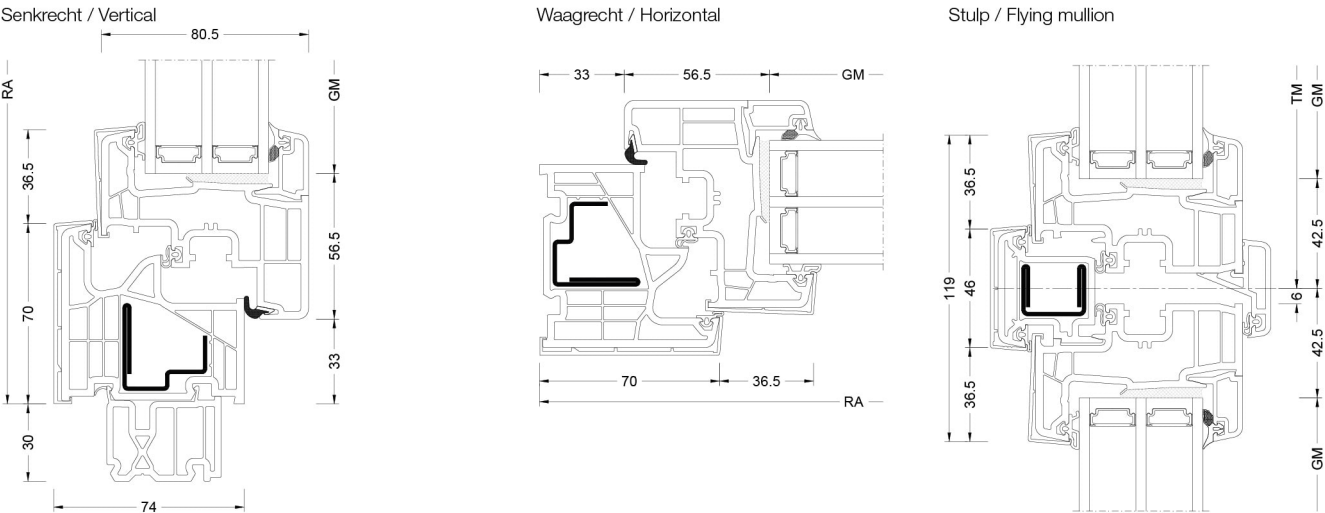 Senkrecht / Vertical
80.5
RA
GM
36.5
56.5
70
33
30
74
Waagrecht / Horizontal
33
56.5
GM
70
36.5
RA
Stulp / Flying mullion
TM
GM
36.5
42.5
119
46
6
42.5
36.5
GM